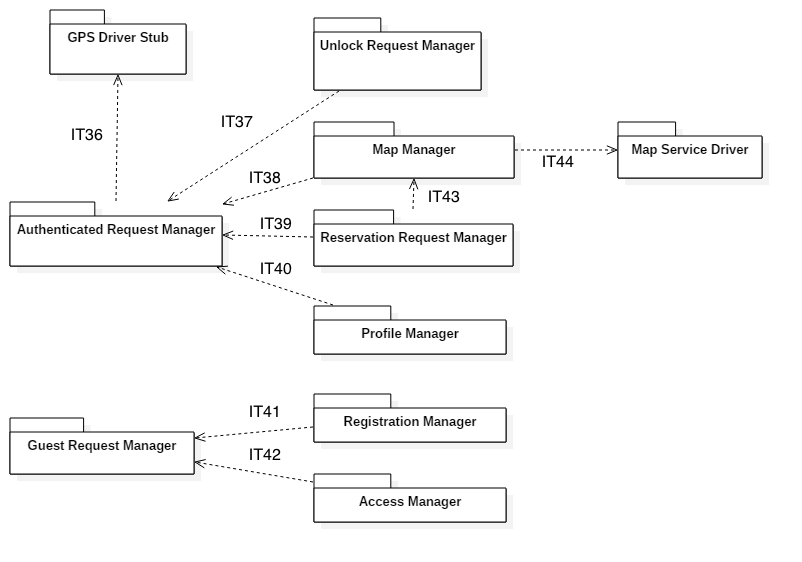 GPS Driver Stub
Unlock Request Manager
IT36
IT37
Map Manager
Map Service Driver
IT44
IT38
IT43
Authenticated Request Manager
IT39
Reservation Request Manager
IT40
Profile Manager
IT41
Registration Manager
Guest Request Manager
IT42
Access Manager